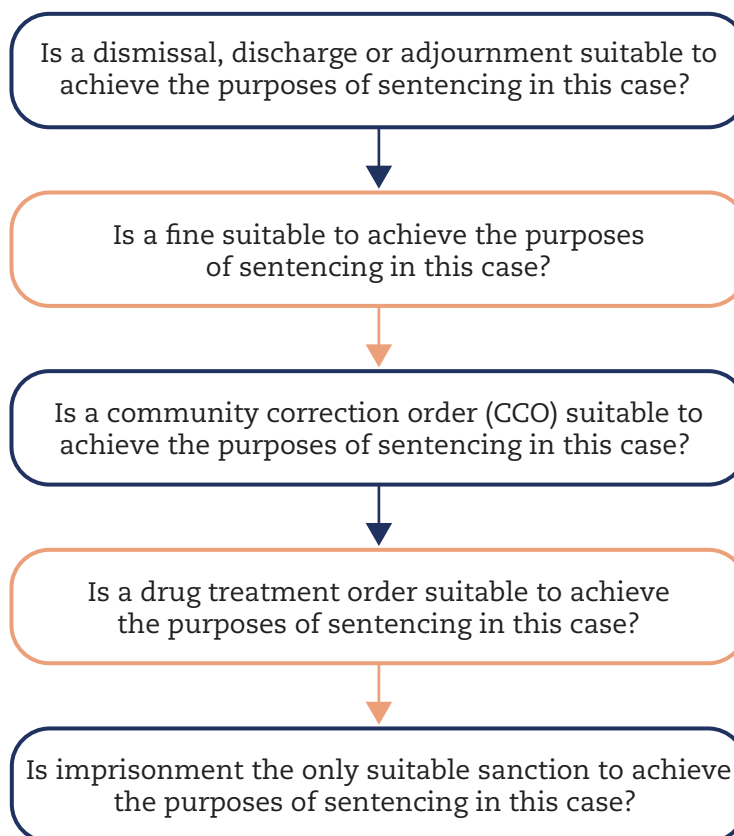 Is a dismissal, discharge or adjournment suitable to
achieve the purposes of sentencing in this case?
Is a fine suitable to achieve the purposes
of sentencing in this case?
Is a community correction order (CCO) suitable to
achieve the purposes of sentencing in this case?
Is a drug treatment order suitable to achieve
the purposes of sentencing in this case?
Is imprisonment the only suitable sanction to achieve
the purposes of sentencing in this case?